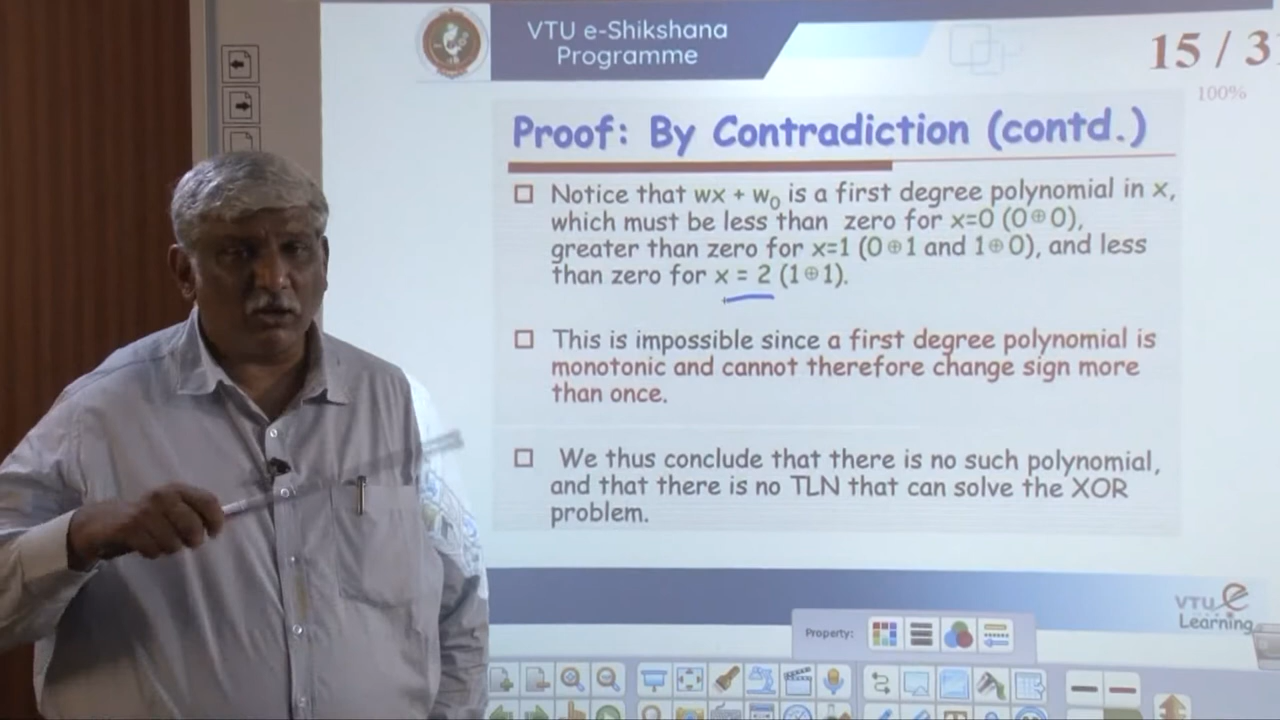 VTU e-Shikshana
Programme
15 / 31
100%
Proof: By Contradiction (contd.)
Notice that wx + w₀ is a first degree polynomial in x,
which must be less than zero for x=0 (0⊕0),
greater than zero for x=1 (0⊕1 and 1⊕0), and less
than zero for x = 2 (1⊕1).
This is impossible since a first degree polynomial is
monotonic and cannot therefore change sign more
than once.
We thus conclude that there is no such polynomial,
and that there is no TLN that can solve the XOR
problem.
VTU e
Learning
Property: